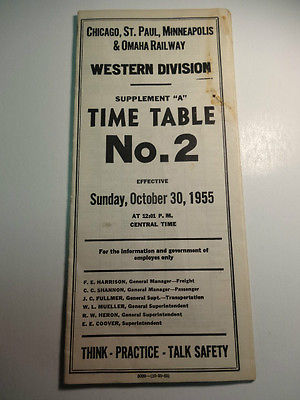 CHICAGO, ST. PAUL, MINNEAPOLIS
& OMAHA RAILWAY
WESTERN DIVISION
SUPPLEMENT "A"
TIME TABLE
No. 2
EFFECTIVE
Sunday, October 30, 1955
AT 12:01 P. M.
CENTRAL TIME
For the information and government of
employes only
F. E. HARRISON, General Manager—Freight
C. C. SHANNON, General Manager—Passenger
J. C. FULLMER, General Supt.—Transportation
W. L. MUELLER, General Superintendent
R. W. HERON, General Superintendent
E. E. COOVER, Superintendent
THINK - PRACTICE - TALK SAFETY